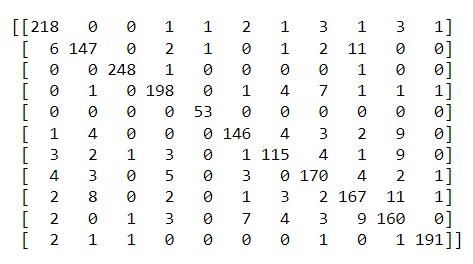 [[218 0 0 1 1 2 1 3 1 3 1]
[ 6 147 0 2 1 0 1 2 11 0 0]
[ 0 0 248 1 0 0 0 0 1 0 0]
[ 0 1 0 198 0 1 4 7 1 1 1]
[ 0 0 0 0 53 0 0 0 0 0 0]
[ 1 4 0 0 0 146 4 3 2 9 0]
[ 3 2 1 3 0 1 115 4 1 9 0]
[ 4 3 0 5 0 3 0 170 4 2 1]
[ 2 8 0 2 0 1 3 2 167 11 1]
[ 2 0 1 3 0 7 4 3 9 160 0]
[ 2 1 1 0 0 0 0 1 0 1 191]]